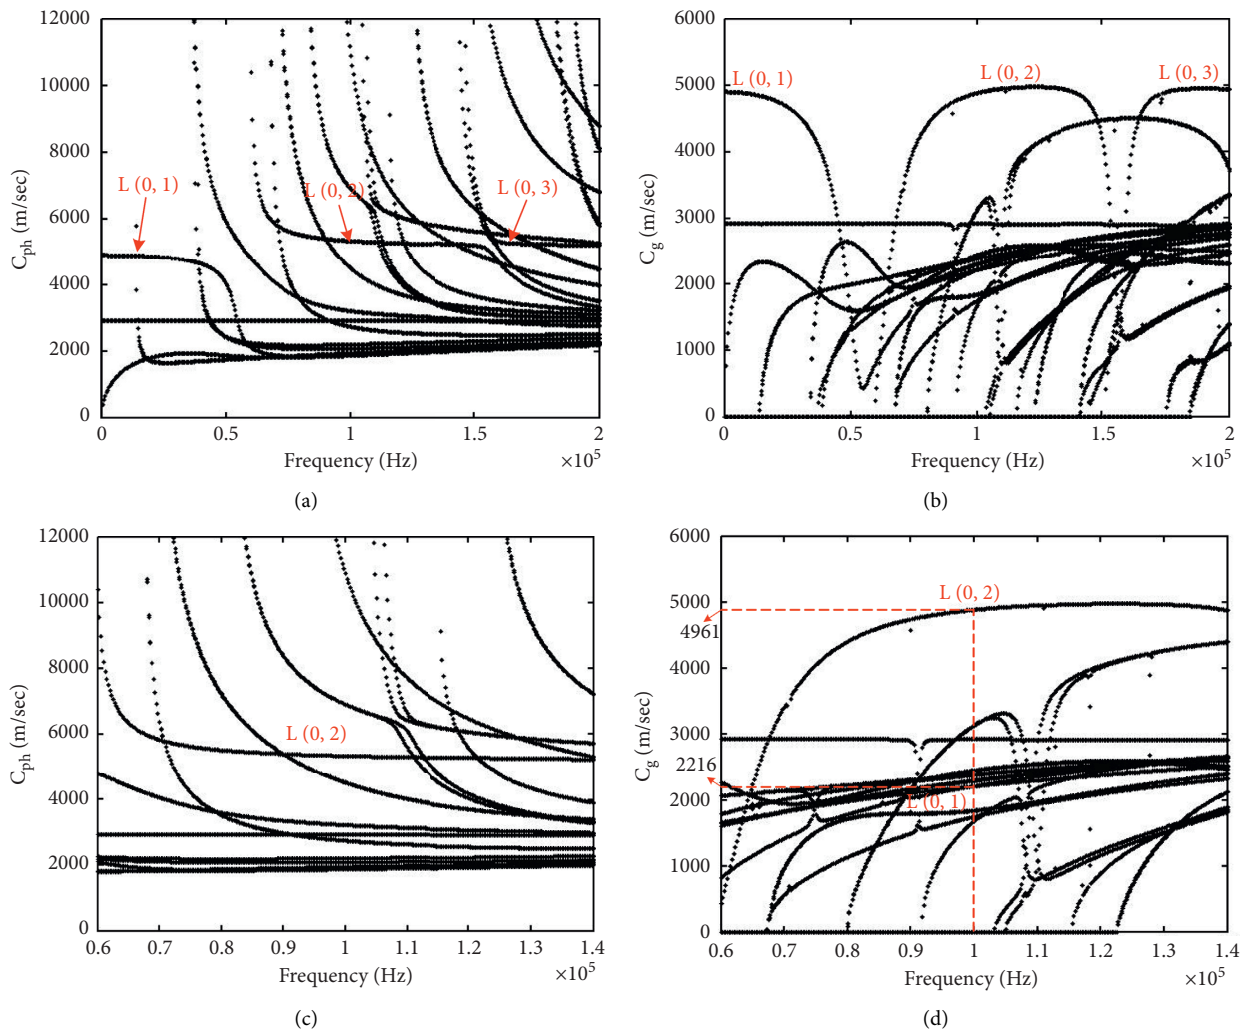 12000
10000
8000
6000
4000
2000
0
C_ph (m/sec)
L (0, 1)
L (0, 2)
L (0, 3)
0
0.5
1
1.5
2
Frequency (Hz)
×10^5
(a)
6000
5000
4000
3000
2000
1000
0
C_g (m/sec)
L (0, 1)
L (0, 2)
L (0, 3)
0
0.5
1
1.5
2
Frequency (Hz)
×10^5
(b)
12000
10000
8000
6000
4000
2000
0
C_ph (m/sec)
L (0, 2)
0.6
0.7
0.8
0.9
1
1.1
1.2
1.3
1.4
Frequency (Hz)
×10^5
(c)
6000
5000
4961
4000
3000
2216
2000
1000
0
C_g (m/sec)
L (0, 2)
L (0, 1)
0.6
0.7
0.8
0.9
1
1.1
1.2
1.3
1.4
Frequency (Hz)
×10^5
(d)